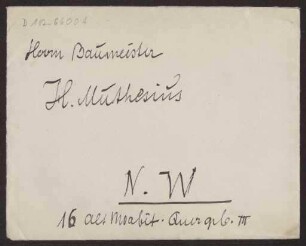 Herrn Baumeister
H. Muthesius
N. W
16 Alt Moabit. Quergeb. III